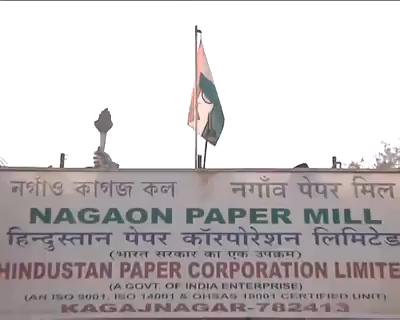 নগাঁও কাগজ কল नगाँव पेपर मिल
NAGAON PAPER MILL
हिन्दुस्तान पेपर कॉरपोरेशन लिमिटेड
(भारत सरकार का एक उपक्रम)
HINDUSTAN PAPER CORPORATION LIMITE
(A GOVT. OF INDIA ENTERPRISE)
(AN ISO 9001, ISO 14001 & OHSAS 18001 CERTIFIED UNIT)
KAGAJNAGAR-782413